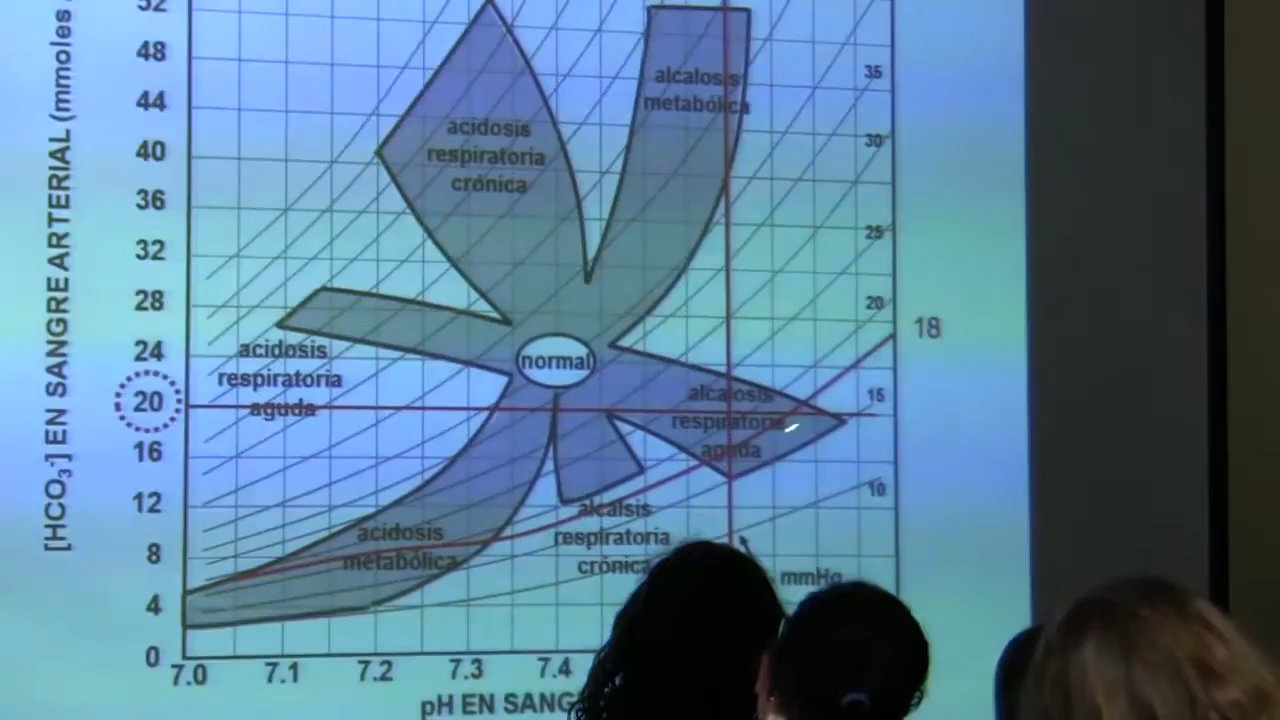 [HCO3-] EN SANGRE ARTERIAL (mmoles
52
48
44
40
36
32
28
24
20
16
12
8
4
0
7.0
7.1
7.2
7.3
7.4
pH EN SANG
acidosis
respiratoria
crónica
alcalosis
metabólica
acidosis
respiratoria
aguda
normal
alcalosis
respiratoria
aguda
acidosis
metabólica
alcalsis
respiratoria
crónica
35
30
25
20
18
15
10
mmHg